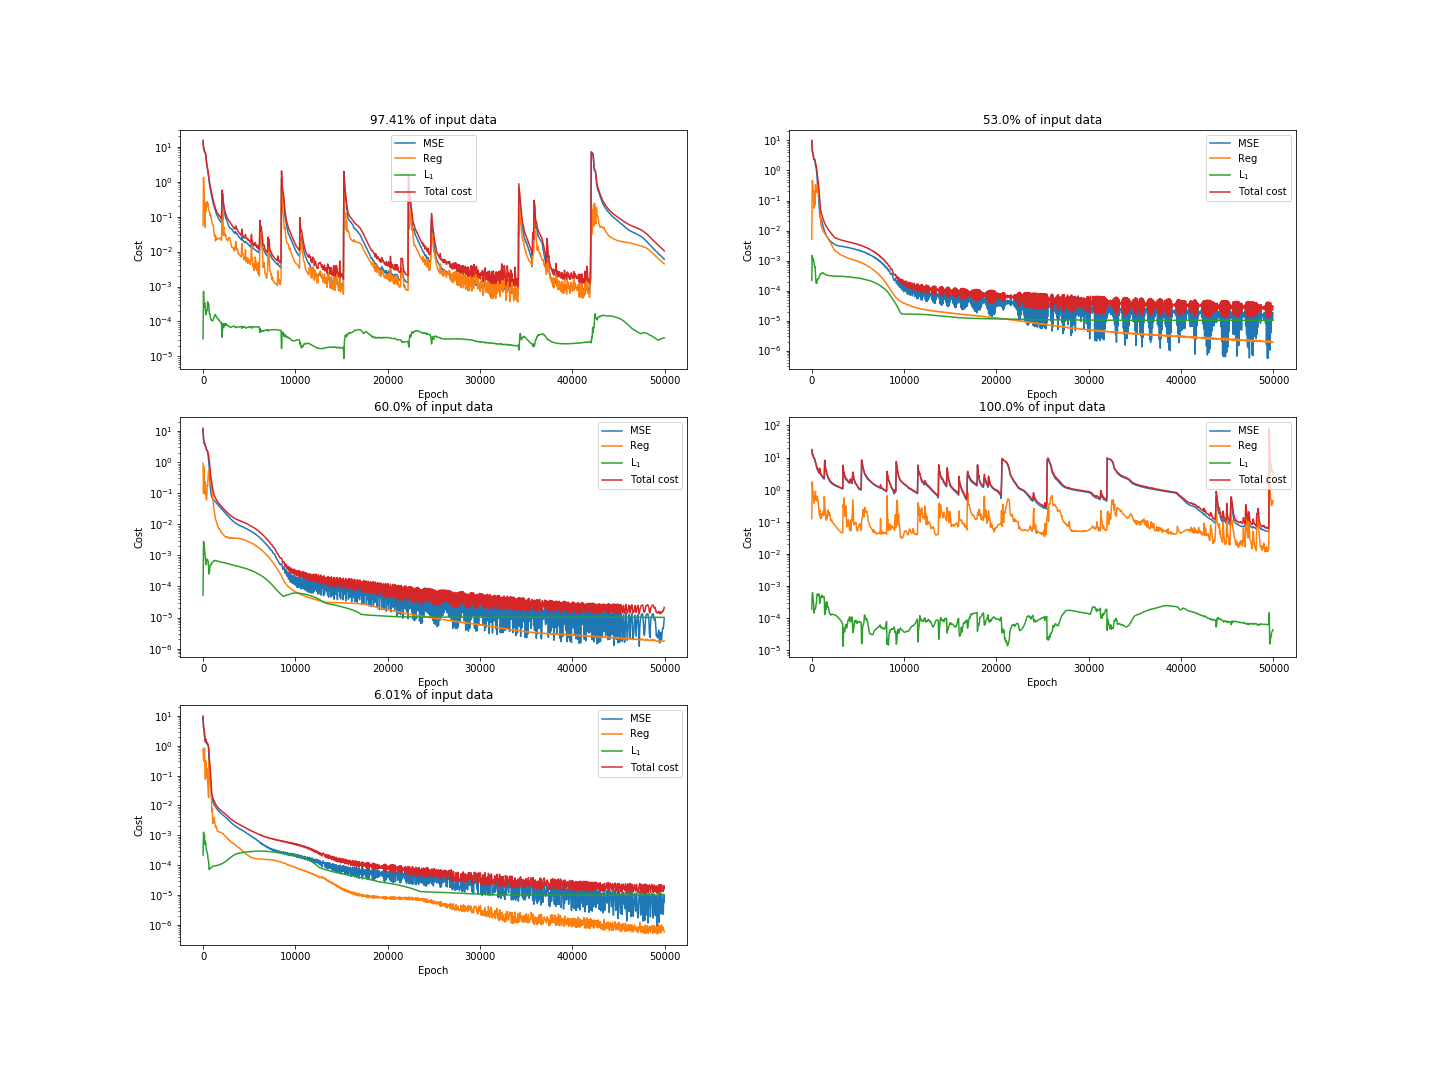 97.41% of input data
10¹
10⁰
10⁻¹
10⁻²
10⁻³
10⁻⁴
10⁻⁵
Cost
MSE
Reg
L₁
Total cost
0 10000 20000 30000 40000 50000
Epoch
53.0% of input data
10¹
10⁰
10⁻¹
10⁻²
10⁻³
10⁻⁴
10⁻⁵
10⁻⁶
Cost
MSE
Reg
L₁
Total cost
0 10000 20000 30000 40000 50000
Epoch
60.0% of input data
10¹
10⁰
10⁻¹
10⁻²
10⁻³
10⁻⁴
10⁻⁵
10⁻⁶
Cost
MSE
Reg
L₁
Total cost
0 10000 20000 30000 40000 50000
Epoch
100.0% of input data
10²
10¹
10⁰
10⁻¹
10⁻²
10⁻³
10⁻⁴
10⁻⁵
Cost
MSE
Reg
L₁
Total cost
0 10000 20000 30000 40000 50000
Epoch
6.01% of input data
10¹
10⁰
10⁻¹
10⁻²
10⁻³
10⁻⁴
10⁻⁵
10⁻⁶
Cost
MSE
Reg
L₁
Total cost
0 10000 20000 30000 40000 50000
Epoch